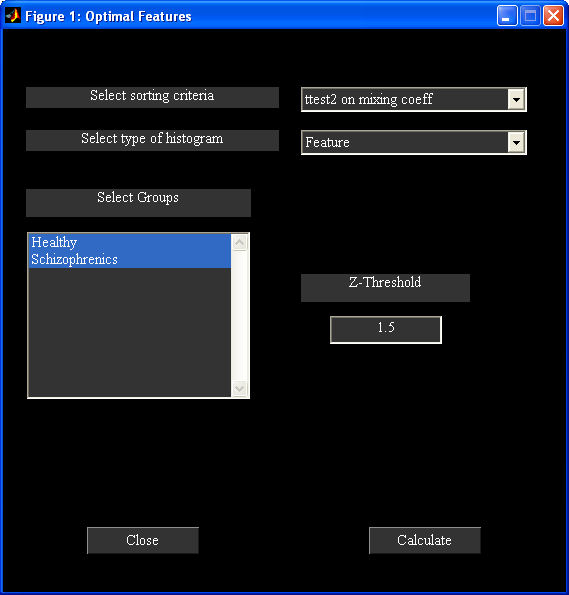 Figure 1: Optimal Features
Select sorting criteria
ttest2 on mixing coeff
Select type of histogram
Feature
Select Groups
Healthy
Schizophrenics
Z-Threshold
1.5
Close
Calculate